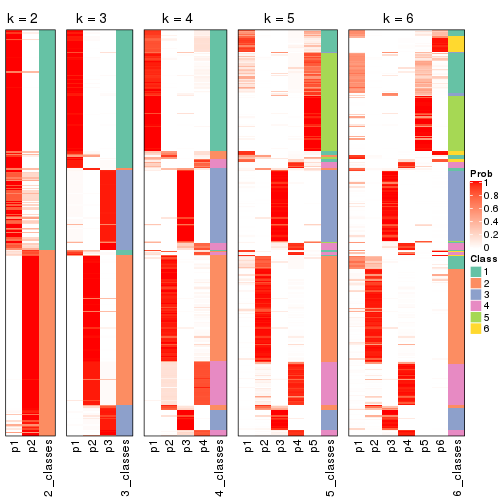 k = 2
k = 3
k = 4
k = 5
k = 6
Prob
1
0.8
0.6
0.4
0.2
0
Class
1
2
3
4
5
6
p1
p2
2_classes
p1
p2
p3
3_classes
p1
p2
p3
p4
4_classes
p1
p2
p3
p4
p5
5_classes
p1
p2
p3
p4
p5
p6
6_classes